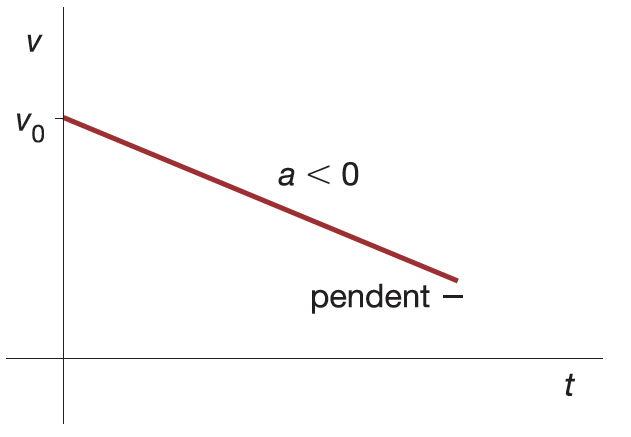 v
v₀
a < 0
pendent –
t